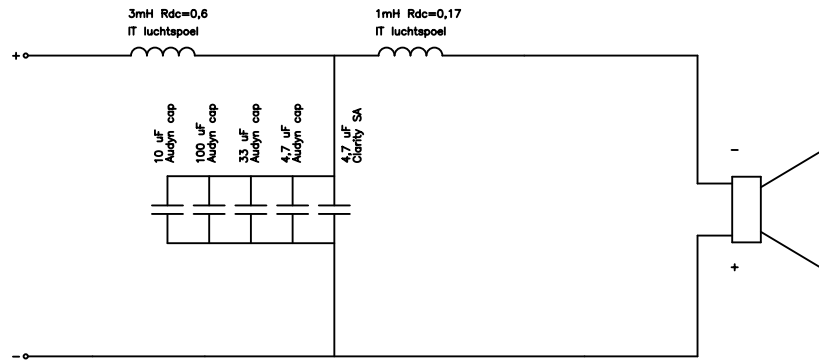 3mH Rdc=0,6
IT luchtspoel
1mH Rdc=0,17
IT luchtspoel
+
10 uF
Audyn cap
100 uF
Audyn cap
33 uF
Audyn cap
4,7 uF
Audyn cap
4,7 uF
Clarity SA
-
+
-